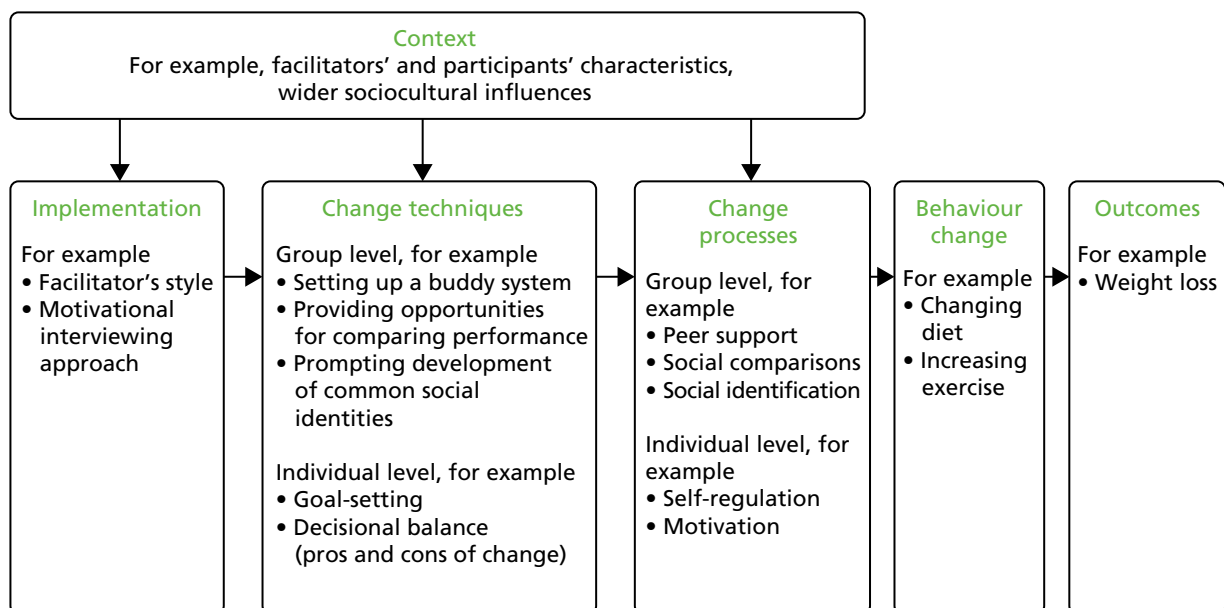 Context
For example, facilitators’ and participants’ characteristics,
wider sociocultural influences
Implementation
For example
• Facilitator’s style
• Motivational
interviewing
approach
Change techniques
Group level, for example
• Setting up a buddy system
• Providing opportunities
for comparing performance
• Prompting development
of common social
identities
Individual level, for example
• Goal-setting
• Decisional balance
(pros and cons of change)
Change
processes
Group level, for
example
• Peer support
• Social comparisons
• Social identification
Individual level, for
example
• Self-regulation
• Motivation
Behaviour
change
For example
• Changing
diet
• Increasing
exercise
Outcomes
For example
• Weight loss